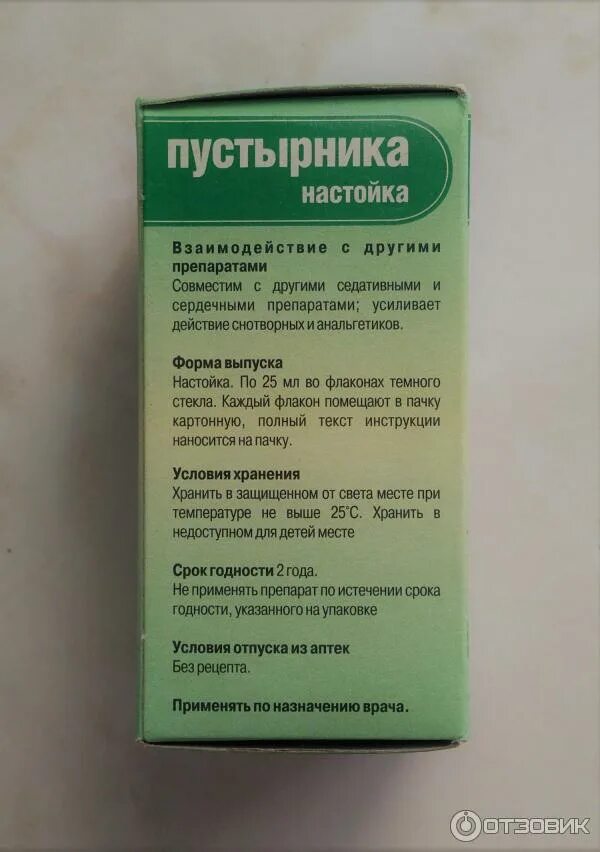 пустырника
настойка
Взаимодействие с другими
препаратами
Совместим с другими седативными и
сердечными препаратами; усиливает
действие снотворных и анальгетиков.
Форма выпуска
Настойка. По 25 мл во флаконах темного
стекла. Каждый флакон помещают в пачку
картонную, полный текст инструкции
наносится на пачку.
Условия хранения
Хранить в защищенном от света месте при
температуре не выше 25°С. Хранить в
недоступном для детей месте
Срок годности 2 года.
Не применять препарат по истечении срока
годности, указанного на упаковке
Условия отпуска из аптек
Без рецепта.
Применять по назначению врача.
ОТЗОВИК